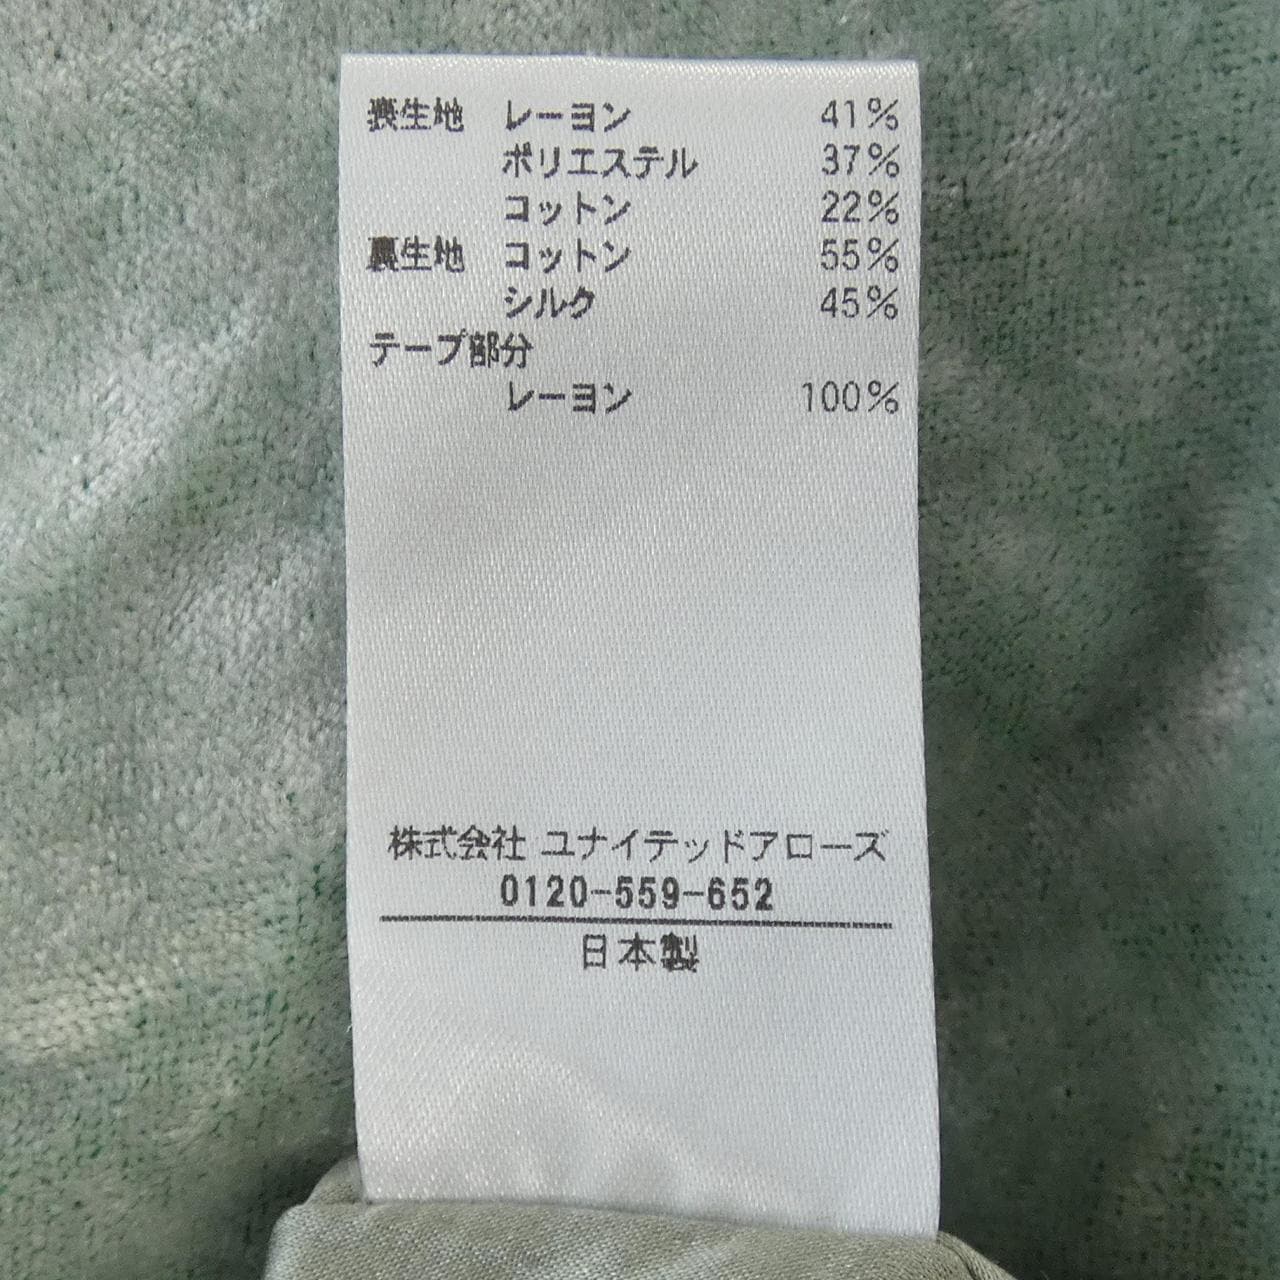 表生地 レーヨン 41%
ポリエステル 37%
コットン 22%
裏生地 コットン 55%
シルク 45%
テープ部分
レーヨン 100%
株式会社 ユナイテッドアローズ
0120-559-652
日本製